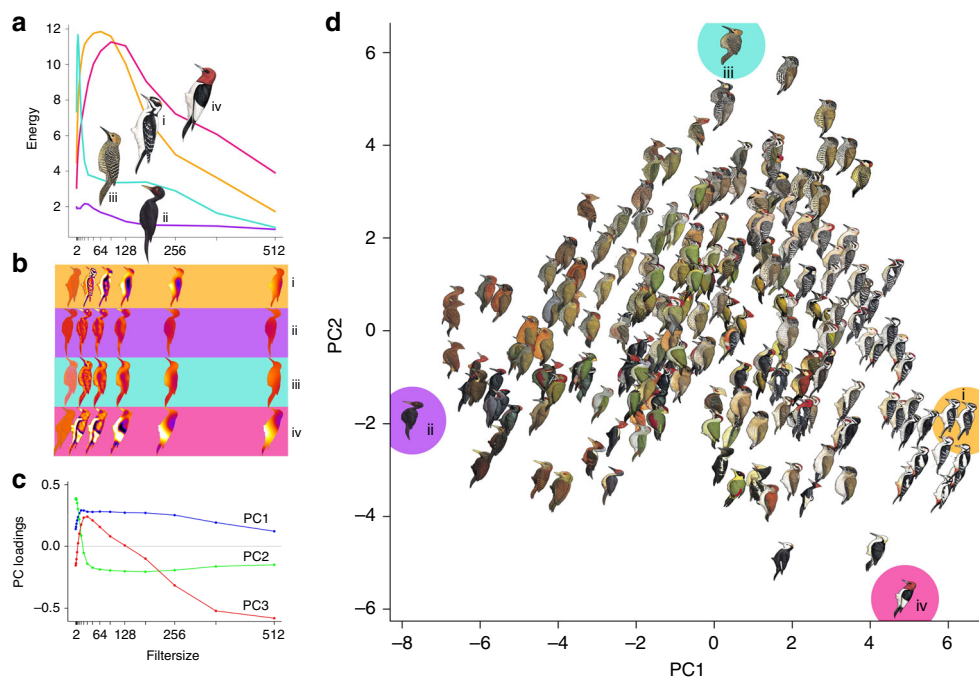 a
12
10
8
6
4
2
Energy
i
ii
iii
iv
2 64 128 256 512
b
i
ii
iii
iv
c
0.5
0.0
−0.5
PC loadings
PC1
PC2
PC3
2 64 128 256 512
Filtersize
d
6
4
2
0
−2
−4
−6
PC2
iii
i
ii
iv
−8 −6 −4 −2 0 2 4 6
PC1